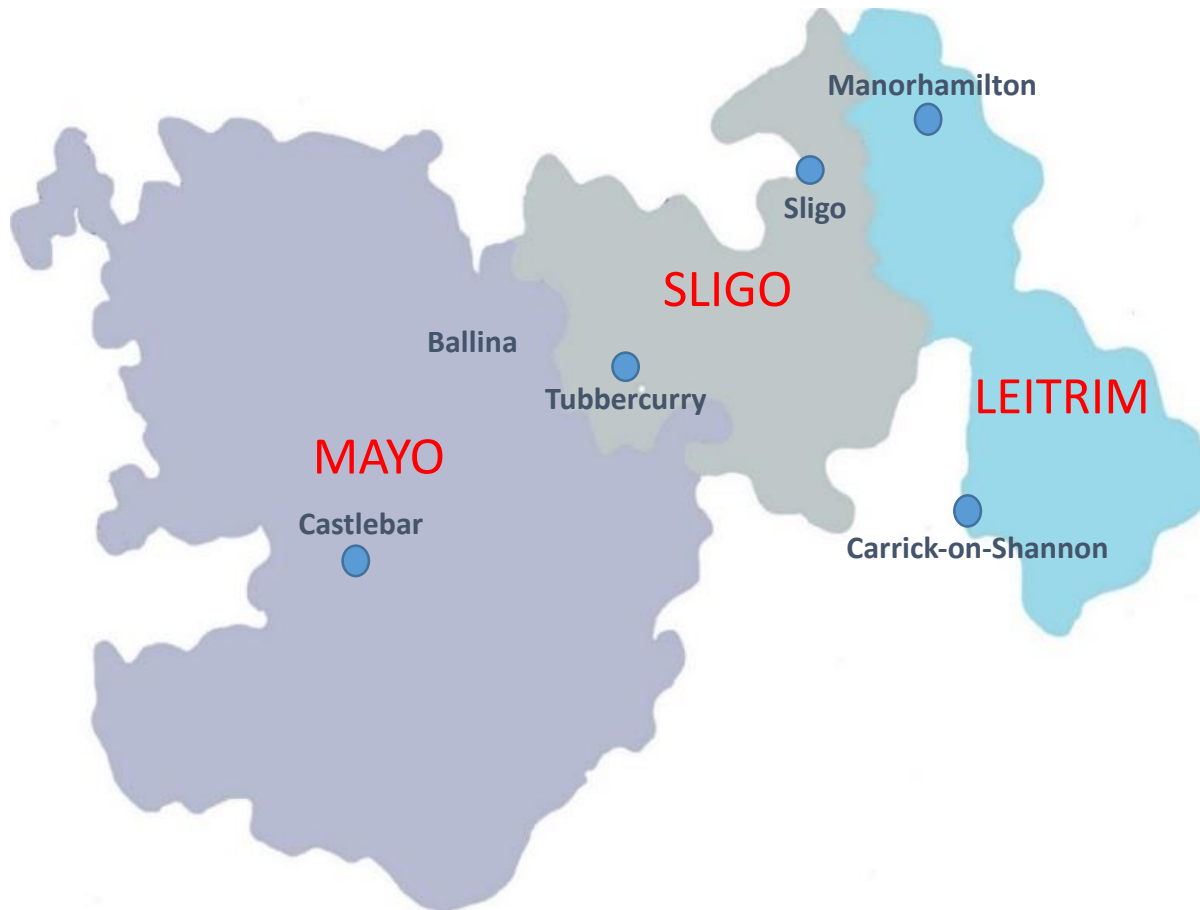 Manorhamilton
Sligo
SLIGO
Ballina
Tubbercurry
LEITRIM
MAYO
Castlebar
Carrick-on-Shannon